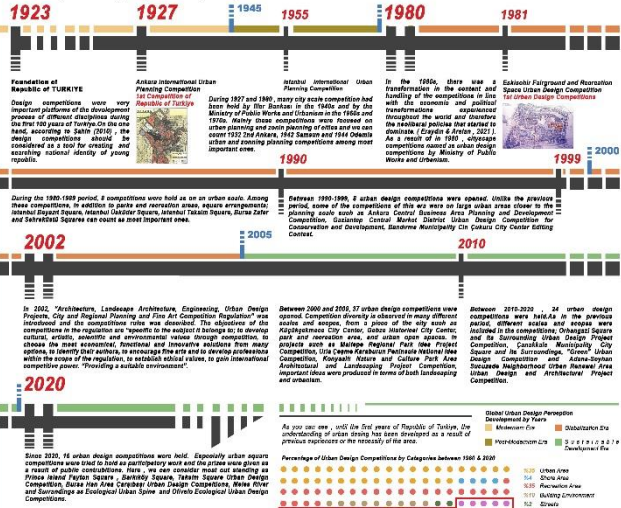 1923
1927
1945
1955
1980
1981
Foundation of
Republic of TURKIYE
Design competitions were very
important platforms of the development
process of different disciplines during
the first 100 years of Turkiye.On the one
hand, according to Sahin (2010) , the
design competitions should be
considered as a tool for creating and
searching national identity of young
republic.
Ankara International Urban
Planning Competition
1st Competition of
Republic of Turkiye
Istanbul International Urban
Planning Competition
During 1927 and 1980 , many city scale competition had
been held by Iller Bankası in the 1940s and by the
Ministry of Public Works and Urbanism in the 1960s and
1970s. Mainly these competitions were focused on
urban planning and zonin planning of cities and we can
count 1932 2nd Ankara, 1942 Samsun and 1944 Odemis
urban and zonning planning competitions among most
important ones.
In the 1980s, there was a
transformation in the content and
handling of the competitions in line
with the economic and political
transformations experienced
throughout the world and therefore
the neoliberal policies that started to
dominate. ( Eraydin & Arslan , 2021 ).
As a result of in 1980 , cityscape
competitions named as urban design
competitions by Ministry of Public
Works and Urbanism.
Eskisehir Fairground and Recreation
Space Urban Design Competition
1st Urban Design Competitions
1990
1999
2000
During the 1980-1989 period, 8 competitions were held as on an urban scale. Among
these competitions, in addition to parks and recreation areas, square arrangements;
Istanbul Beyazıt Square, Istanbul Üsküdar Square, Istanbul Taksim Square, Bursa Zafer
and Sehreküstü Squares can count as most important ones.
Between 1990-1999, 8 urban design competitions were opened. Unlike the previous
period, some of the competitions of this era were on large urban areas closer to the
planning scale such as Ankara Central Business Area Planning and Development
Competition, Gaziantep Central Market District Urban Design Competition for
Conservation and Development, Bandırma Municipality Cin Çukuru City Center Editing
Contest.
2002
2005
2010
In 2002, "Architecture, Landscape Architecture, Engineering, Urban Design
Projects, City and Regional Planning and Fine Art Competition Regulation" was
introduced and the competitions rules was described. The objectives of the
competitions in the regulation are "specific to the subject it belongs to; to develop
cultural, artistic, scientific and environmental values through competition, to
choose the most economical, functional and innovative solutions from many
options, to identify their authors, to encourage fine arts and to develop professions
within the scope of the regulation, to establish ethical values, to gain international
competitive power. "Providing a suitable environment".
Between 2000 and 2009, 37 urban design competitions were
opened. Competition diversity is observed in many different
scales and scopes, from a piece of the city such as
Küçükçekmece City Center, Gebze Historical City Center,
park and recreation area, and urban open spaces. In
projects such as Maltepe Regional Park Idea Project
Competition, Urla Çeşme Karaburun Peninsula National Idea
Competition, Konyaaltı Nature and Culture Park Area
Architectural and Landscaping Project Competition,
important ideas were produced in terms of both landscaping
and urbanism.
Between 2010-2020 , 24 urban design
competitions were held.As in the previous
period, different scales and scopes were
included in the competitions; Orhangazi Square
and Its Surrounding Urban Design Project
Competition, Çanakkale Municipality City
Square and Its Surroundings, "Green" Urban
Design Competition and Adana-Seyhan
Sucuzade Neighborhood Urban Renewal Area
Urban Design and Architectural Project
Competition.
2020
Since 2020, 16 urban design competitions were held. Especially urban square
competitions were tried to hold as participatory work and the prizes were given as
a result of public contrubitions. Here , we can consider most out standing as
Prince Island Fayton Square , Bakırköy Square, Taksim Square Urban Design
Competition, Bursa Han Area Çarşıbaşı Urban Design Competitions, Meles River
and Surrandings as Ecological Urban Spine and Olivelo Ecological Urban Design
Competitions.
As you can see , until the first years of Republic of Turkiye, the
understanding of urban desing has been developed as a result of
previous experiences or the necessity of the area.
Global Urban Design Perception
Development by Years
Modernism Era
Globalization Era
Post-Modernism Era
Sustainable
Development Era
Percentage of Urban Design Competitions by Categories between 1980 & 2020
Urban Area
%4 Shore Area
%35 Recreation Area
%10 Building Environment
%2 Streets